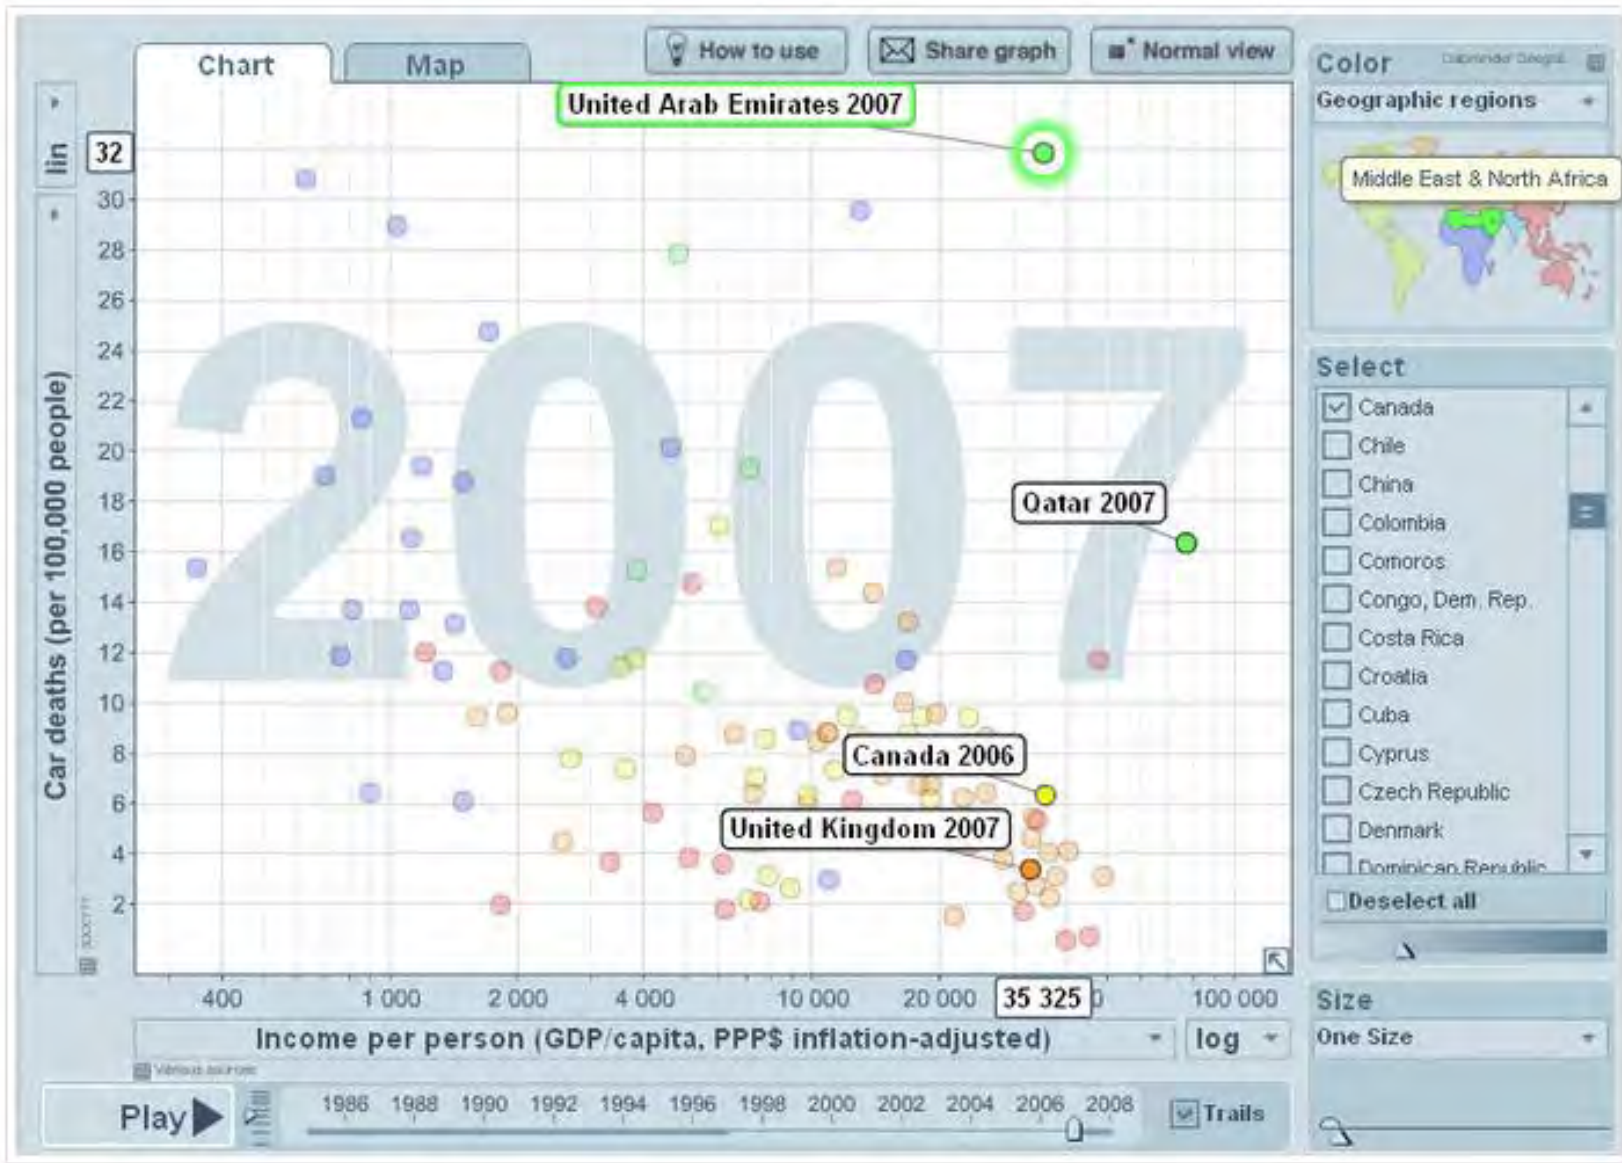 Chart
Map
How to use
Share graph
Normal view
Color
Geographic regions
Middle East & North Africa
United Arab Emirates 2007
lin
32
30
28
26
24
22
20
18
16
14
12
10
8
6
4
2
Car deaths (per 100,000 people)
2007
Qatar 2007
Canada 2006
United Kingdom 2007
Select
Canada
Chile
China
Colombia
Comoros
Congo, Dem. Rep.
Costa Rica
Croatia
Cuba
Cyprus
Czech Republic
Denmark
Dominican Republic
Deselect all
400
1 000
2 000
4 000
10 000
20 000
35 325
100 000
Income per person (GDP/capita, PPP$ inflation-adjusted)
log
Various sources
Size
One Size
Play
1986 1988 1990 1992 1994 1996 1998 2000 2002 2004 2006 2008
Trails